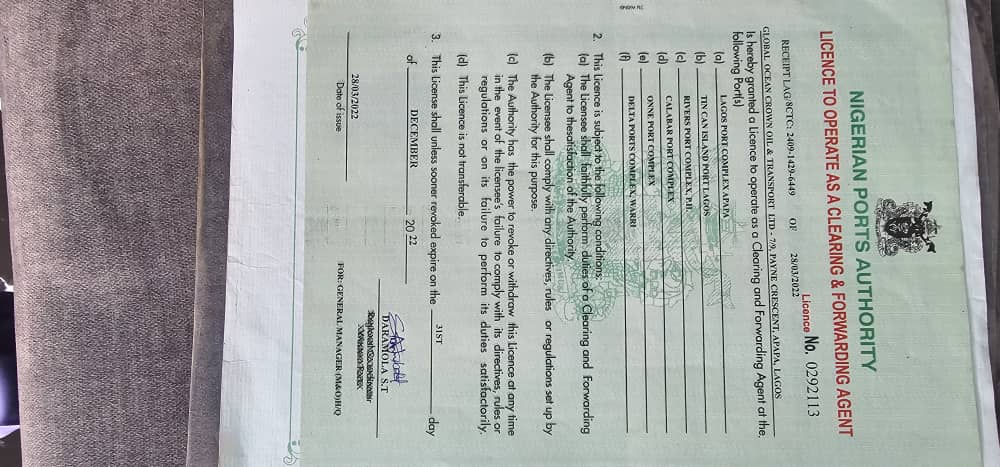 NIGERIAN PORTS AUTHORITY
LICENCE TO OPERATE AS A CLEARING & FORWARDING AGENT
Licence No. 0292113
RECEIPT LAG/8CTC: 2409-1429-6449 OF 28/03/2022
GLOBAL OCEAN CROWN OIL & TRANSPORT LTD - 7/9, PAYNE CRESCENT, APAPA, LAGOS
Is hereby granted a Licence to operate as a Clearing and Forwarding Agent at the
following Port(s)
(a) LAGOS PORT COMPLEX APAPA
(b) TIN CAN ISLAND PORT LAGOS
(c) RIVERS PORT COMPLEX, P.H.
(d) CALABAR PORT COMPLEX
(e) ONNE PORT COMPLEX
(f) DELTA PORTS COMPLEX, WARRI
2. This Licence is subject to the following conditions:
(a) The Licensee shall faithfully perform duties of a Clearing and Forwarding
Agent to thesatisfaction of the Authority
(b) The Licensee shall comply with any directives, rules or regulations set up by
the Authority for this purpose.
(c) The Authority has the power to revoke or withdraw this Licence at any time
in the event of the licensee's failure to comply with its directives, rules or
regulations or on its failure to perform its duties satisfactorily.
(d) This Licence is not transferable.
3. This License shall unless sooner revoked expire on the 31ST day
of DECEMBER 20 22
DARAMOLA S.T
28/03/2022
Date of issue
FOR: GENERAL MANAGER (M&O)H/Q